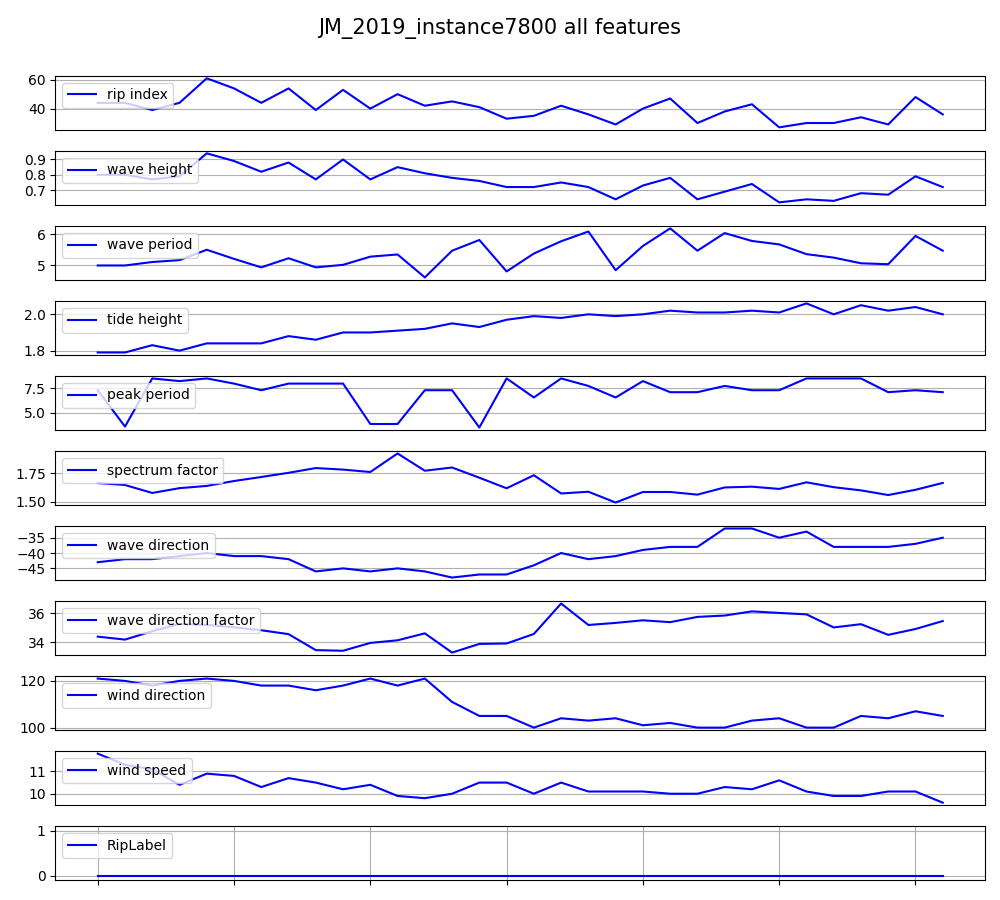 JM_2019_instance7800 all features
60
40
rip index
0.9
0.8
0.7
wave height
6
5
wave period
2.0
1.8
tide height
7.5
5.0
peak period
1.75
1.50
spectrum factor
−35
−40
−45
wave direction
36
34
wave direction factor
120
100
wind direction
11
10
wind speed
1
0
RipLabel